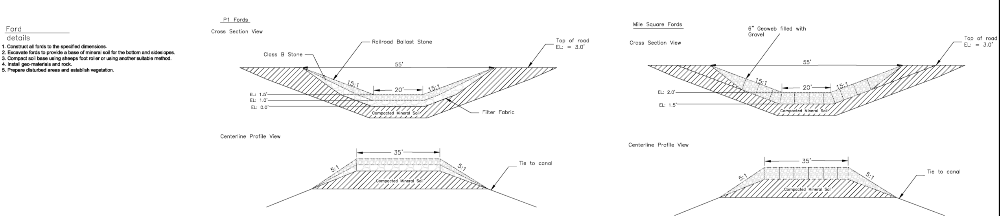 Ford
details
1. Construct all fords to the specified dimensions.
2. Excavate fords to provide a base of mineral soil for the bottom and sideslopes.
3. Compact soil base using sheeps foot roller or using another suitable method.
4. Install geo-materials and rock.
5. Prepare disturbed areas and establish vegetation.
P1 Fords
Cross Section View
Railroad Ballast Stone
Class B Stone
Top of road
EL: = 3.0'
55'
15:1
20'
15:1
EL: 1.5'
EL: 1.0'
EL: 0.0'
Compacted Mineral Soil
Filter Fabric
Centerline Profile View
35'
5:1
5:1
Tie to canal
Compacted Mineral Soil
Mile Square Fords
Cross Section View
6" Geoweb filled with
Gravel
Top of road
EL: = 3.0'
55'
15:1
20'
15:1
EL: 2.0'
EL: 1.5'
Compacted Mineral Soil
Centerline Profile View
35'
5:1
5:1
Tie to canal
Compacted Mineral Soil